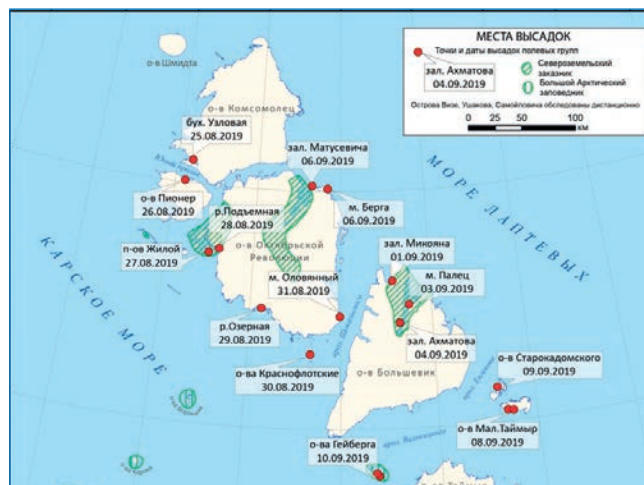 МЕСТА ВЫСАДОК
Точки и даты высадок полевых групп
зал. Ахматова
04.09.2019
Североземельский
заказник
Большой Арктический
заповедник
Острова Визе, Ушакова, Самойловича обследованы дистанционно
0 25 50 100
КМ
о-в Шмидта
о-в Комсомолец
бух. Узловая
25.08.2019
зал. Матусевича
06.09.2019
о-в Пионер
26.08.2019
р.Подъемная
28.08.2019
м. Берга
06.09.2019
МОРЕ ЛАПТЕВЫХ
КАРСКОЕ МОРЕ
п-ов Жилой
27.08.2019
о-в Октябрьской
Революции
зал. Микояна
01.09.2019
м. Оловянный
31.08.2019
м. Палец
03.09.2019
р.Озерная
29.08.2019
зал. Ахматова
04.09.2019
о-ва Краснофлотские
30.08.2019
о-в Большевик
о-в Старокадомского
09.09.2019
о-в Мал.Таймыр
08.09.2019
о-ва Гейберга
10.09.2019